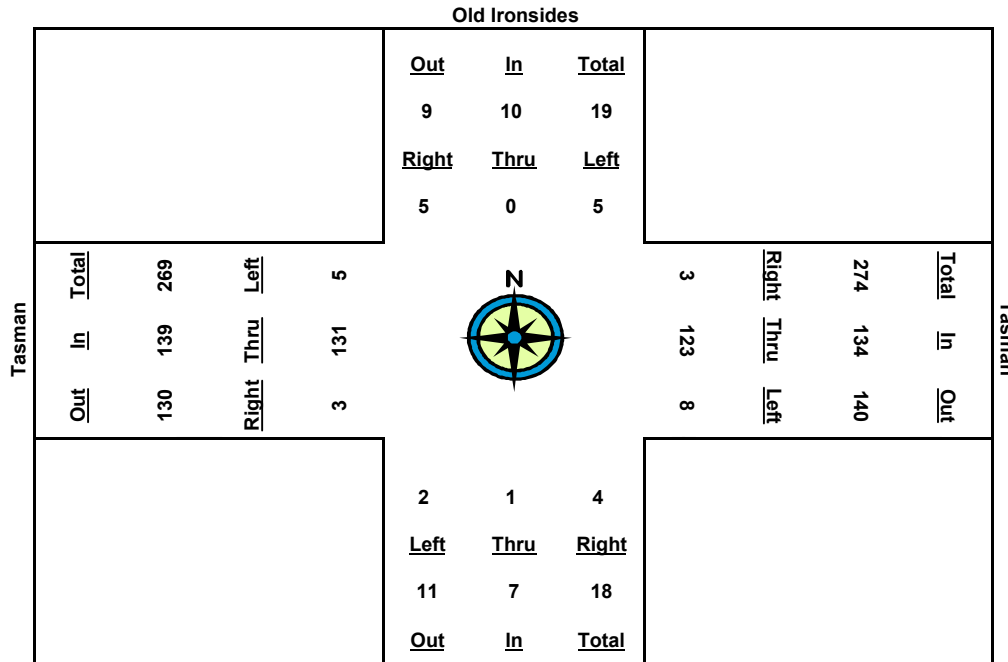 Old Ironsides
Out In Total
9 10 19
Right Thru Left
5 0 5
Tasman
Total 269 Left 5
In 139 Thru 131
Out 130 Right 3
N
3 Right 274 Total
123 Thru 134 In
8 Left 140 Out
Tasman
2 1 4
Left Thru Right
11 7 18
Out In Total